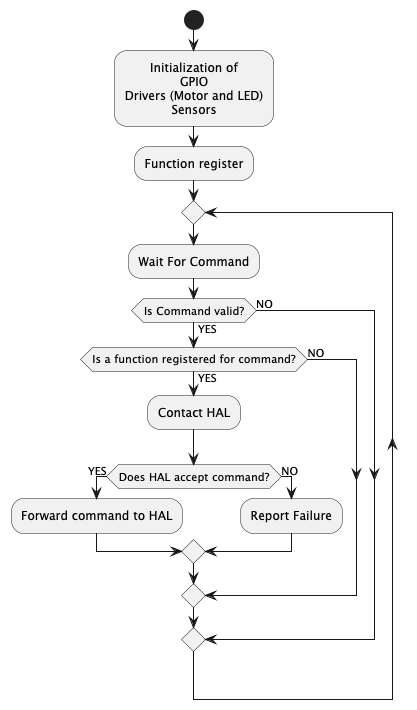 Initialization of
GPIO
Drivers (Motor and LED)
Sensors
Function register
Wait For Command
Is Command valid?
NO
YES
Is a function registered for command?
NO
YES
Contact HAL
YES
Does HAL accept command?
NO
Forward command to HAL
Report Failure